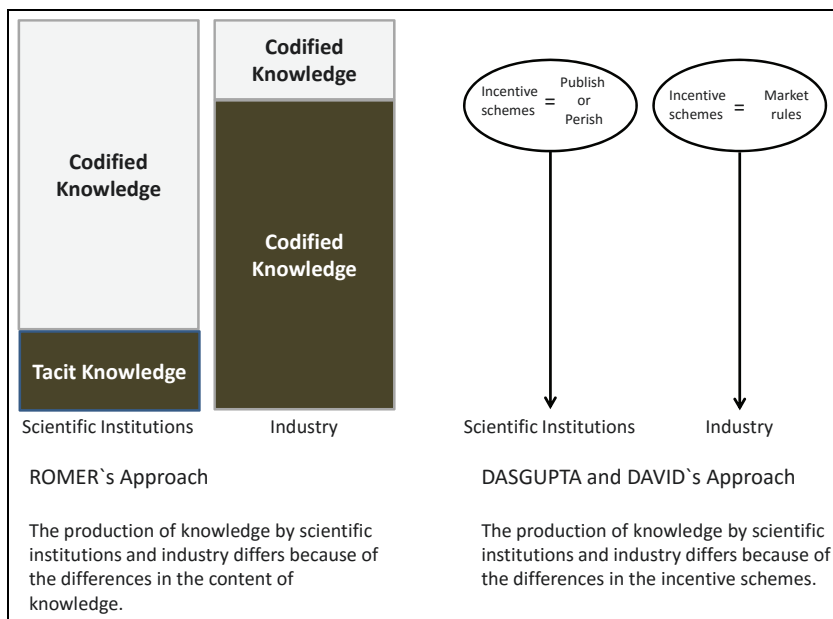 Codified
Knowledge
Tacit Knowledge
Scientific Institutions
Codified
Knowledge
Codified
Knowledge
Industry
ROMER`s Approach
The production of knowledge by scientific
institutions and industry differs because of
the differences in the content of
knowledge.
Incentive
schemes
=
Publish
or
Perish
Scientific Institutions
Incentive
schemes
=
Market
rules
Industry
DASGUPTA and DAVID`s Approach
The production of knowledge by scientific
institutions and industry differs because of
the differences in the incentive schemes.